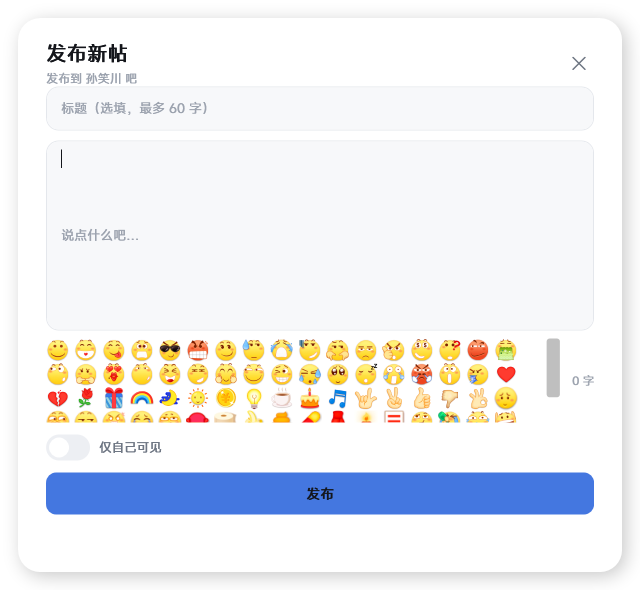 发布新帖
发布到 孙笑川 吧
标题（选填，最多 60 字）
说点什么吧...
0 字
仅自己可见
发布